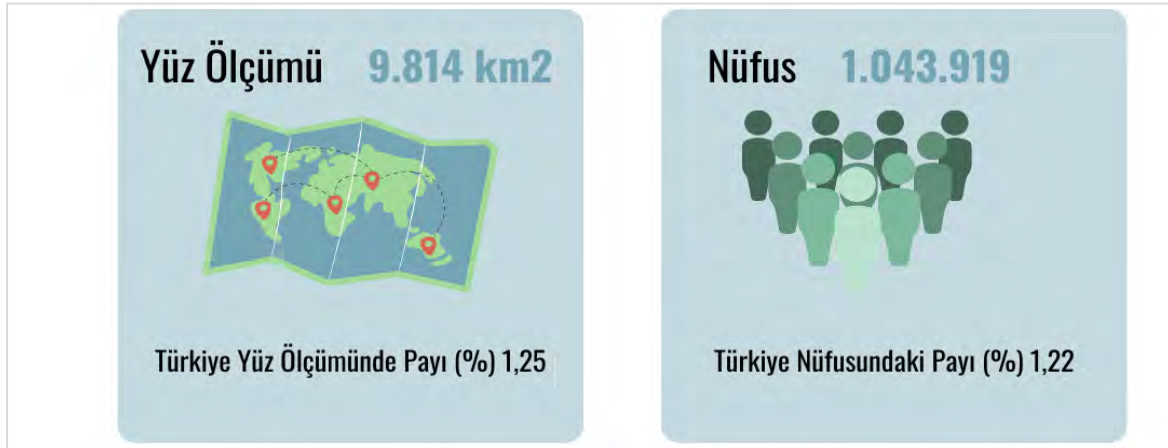 Yüz Ölçümü 9.814 km2
Türkiye Yüz Ölçümünde Payı (%) 1,25
Nüfus 1.043.919
Türkiye Nüfusundaki Payı (%) 1,22